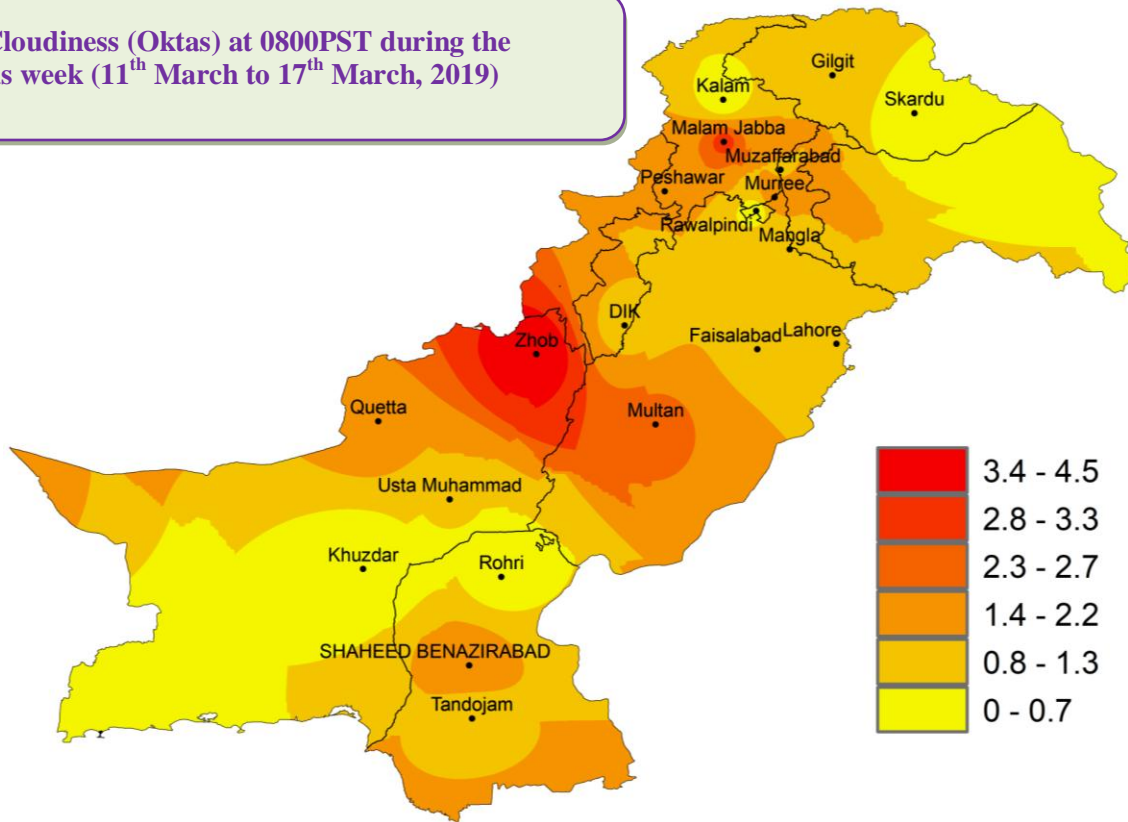 Cloudiness (Oktas) at 0800PST during the
week (11th March to 17th March, 2019)
Gilgit
Kalam
Skardu
Malam Jabba
Muzaffarabad
Peshawar
Murree
Rawalpindi
Mangla
DIK
Faisalabad
Lahore
Zhob
Quetta
Multan
Usta Muhammad
Khuzdar
Rohri
SHAHEED BENAZIRABAD
Tandojam
3.4 - 4.5
2.8 - 3.3
2.3 - 2.7
1.4 - 2.2
0.8 - 1.3
0 - 0.7